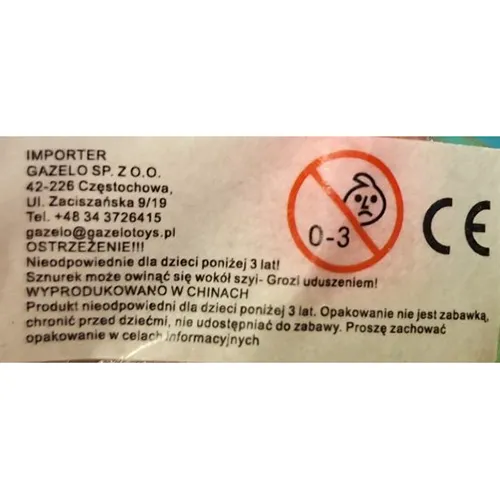 IMPORTER
GAZELO SP. Z O.O.
42-226 Częstochowa,
Ul. Zaciszańska 9/19
Tel. +48 34 3726415
gazelo@gazelotoys.pl
OSTRZEŻENIE!!!
Nieodpowiednie dla dzieci poniżej 3 lat!
Sznurek może owinąć się wokół szyi- Grozi uduszeniem!
WYPRODUKOWANO W CHINACH
Produkt nieodpowiedni dla dzieci poniżej 3 lat. Opakowanie nie jest zabawką,
chronić przed dziećmi, nie udostępniać do zabawy. Proszę zachować
opakowanie w celach informacyjnych
0-3
CE